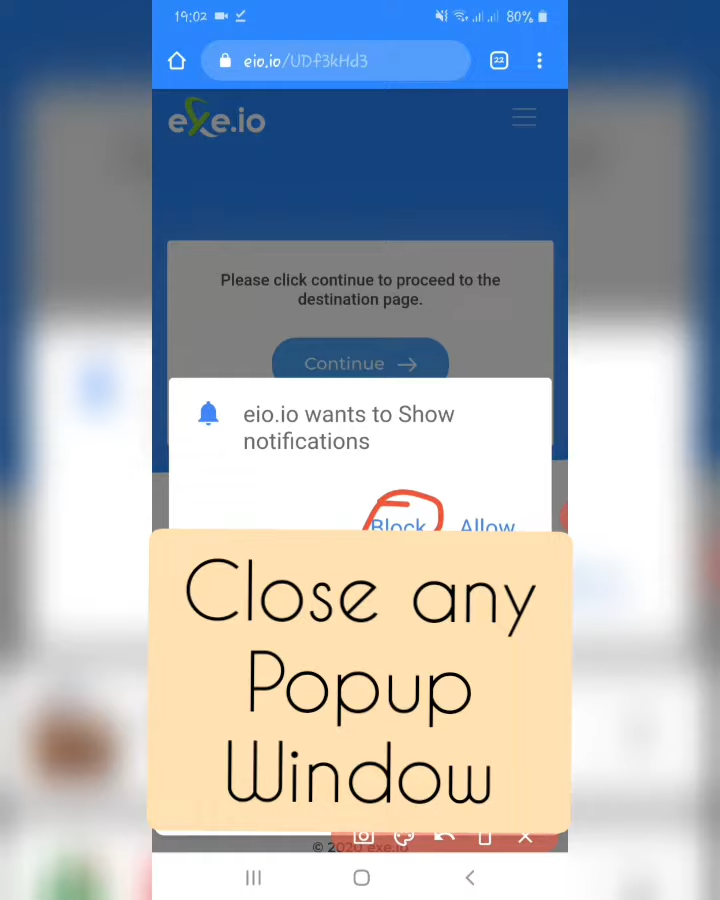 19:02 80%
eio.io/UDf3kHd3 22
exe.io
Please click continue to proceed to the
destination page.
Continue →
eio.io wants to Show
notifications
Block Allow
Close any
Popup
Window
© 2020 exe.io